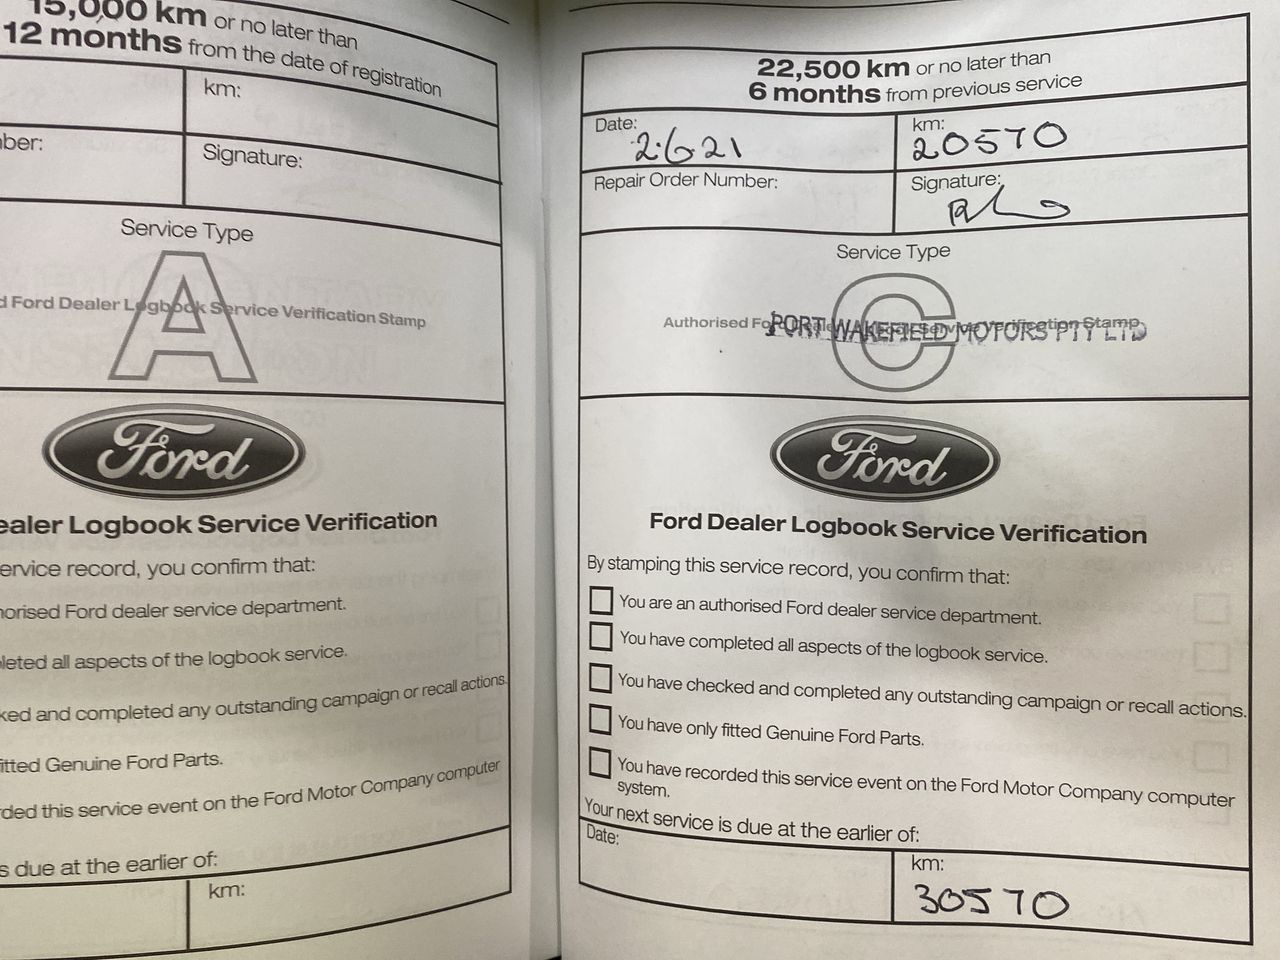 15,000 km or no later than
12 months from the date of registration
km:
Signature:
Service Type
A
Ford Dealer Logbook Service Verification Stamp
Ford
Dealer Logbook Service Verification
service record, you confirm that:
Ford dealer service department.
all aspects of the logbook service.
and completed any outstanding campaign or recall actions.
Genuine Ford Parts.
this service event on the Ford Motor Company computer
due at the earlier of:
km:
22,500 km or no later than
6 months from previous service
Date: 2.6.21
km: 20570
Repair Order Number:
Signature:
Service Type
C
Authorised Ford Dealer Logbook Service Verification Stamp
PORT WAKEFIELD MOTORS PTY LTD
Ford
Ford Dealer Logbook Service Verification
By stamping this service record, you confirm that:
You are an authorised Ford dealer service department.
You have completed all aspects of the logbook service.
You have checked and completed any outstanding campaign or recall actions.
You have only fitted Genuine Ford Parts.
You have recorded this service event on the Ford Motor Company computer
system.
Your next service is due at the earlier of:
Date:
km: 30570